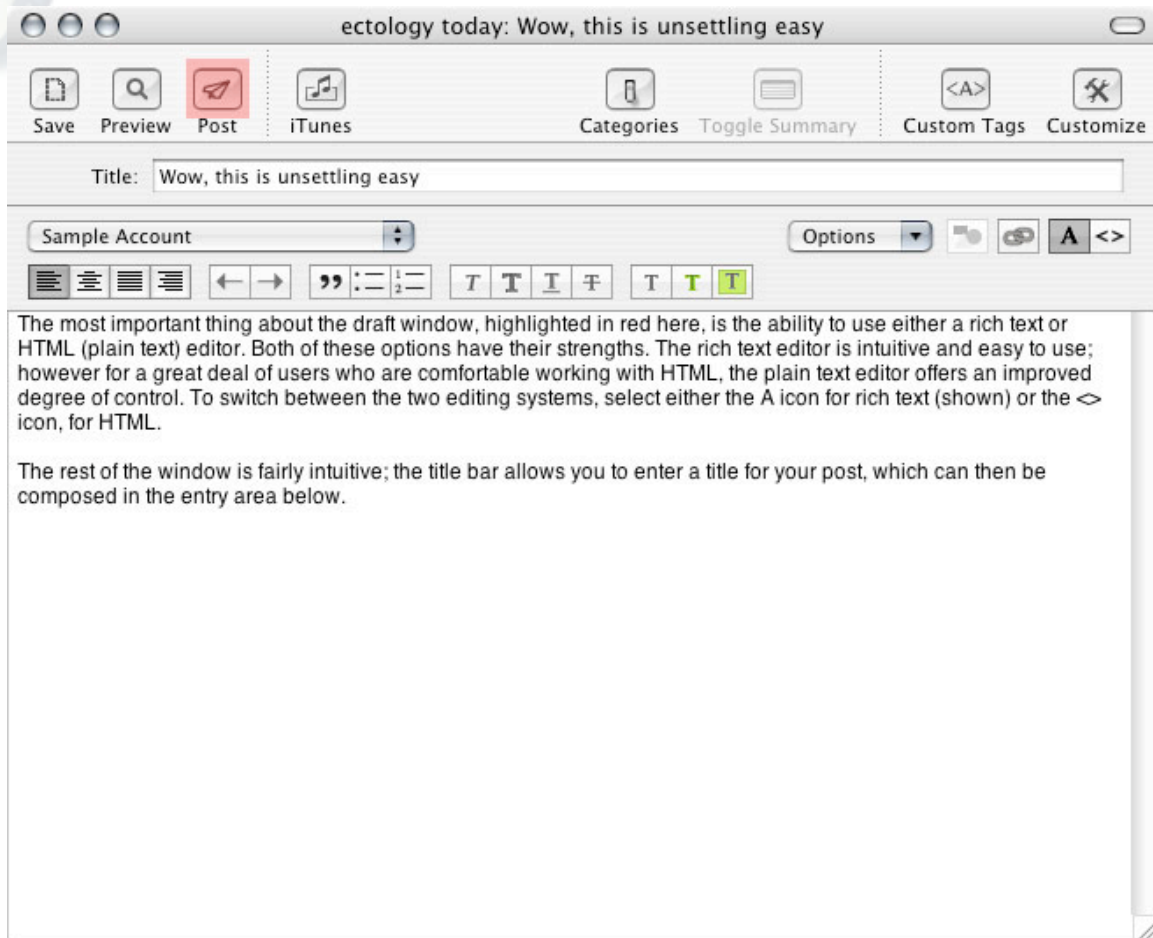 ectology today: Wow, this is unsettling easy
Save Preview Post iTunes Categories Toggle Summary <A> Custom Tags Customize
Title: Wow, this is unsettling easy
Sample Account Options A <>
The most important thing about the draft window, highlighted in red here, is the ability to use either a rich text or
HTML (plain text) editor. Both of these options have their strengths. The rich text editor is intuitive and easy to use;
however for a great deal of users who are comfortable working with HTML, the plain text editor offers an improved
degree of control. To switch between the two editing systems, select either the A icon for rich text (shown) or the <>
icon, for HTML.
The rest of the window is fairly intuitive; the title bar allows you to enter a title for your post, which can then be
composed in the entry area below.